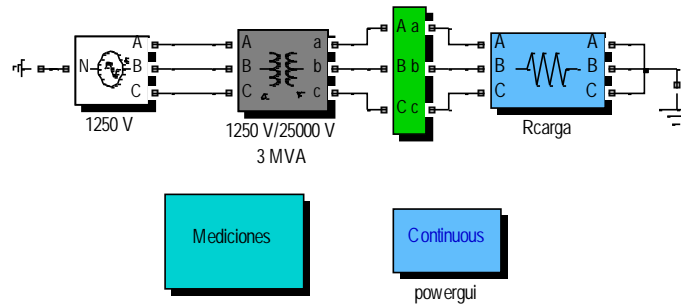 A A a A a A A
N B B b B b B B
C C c C c C C
1250 V
1250 V/25000 V
3 MVA
Rcarga
Mediciones
Continuous
powergui